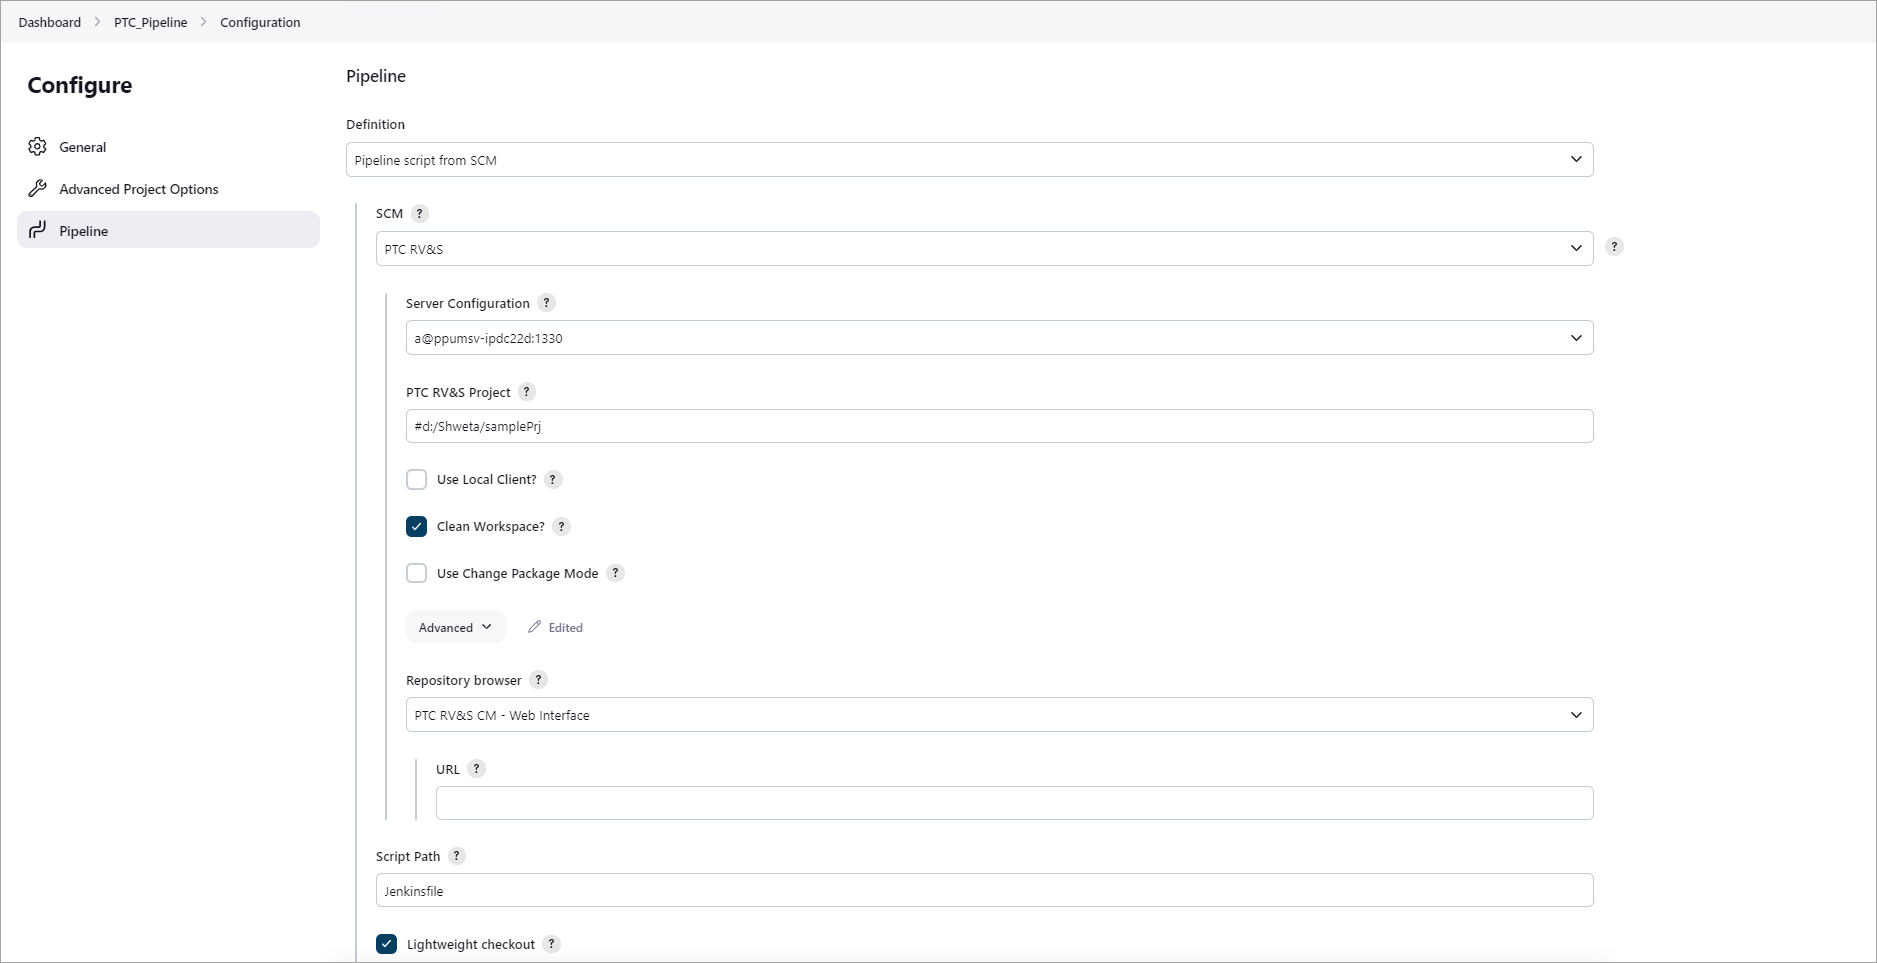 Dashboard > PTC_Pipeline > Configuration
Configure
General
Advanced Project Options
Pipeline
Pipeline
Definition
Pipeline script from SCM
SCM ?
PTC RV&S
?
Server Configuration ?
a@ppumsv-ipdc22d:1330
PTC RV&S Project ?
#d:/Shweta/samplePrj
Use Local Client? ?
Clean Workspace? ?
Use Change Package Mode ?
Advanced Edited
Repository browser ?
PTC RV&S CM - Web Interface
URL ?
Script Path ?
Jenkinsfile
Lightweight checkout ?